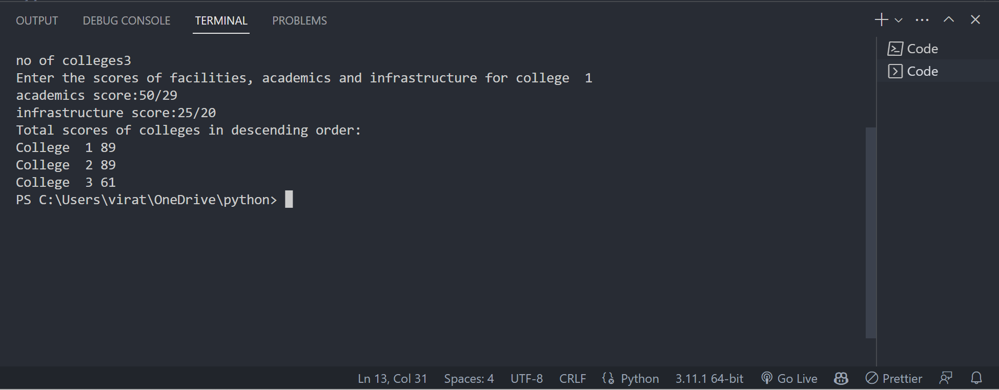 OUTPUT DEBUG CONSOLE TERMINAL PROBLEMS
no of colleges3
Enter the scores of facilities, academics and infrastructure for college  1
academics score:50/29
infrastructure score:25/20
Total scores of colleges in descending order:
College  1 89
College  2 89
College  3 61
PS C:\Users\virat\OneDrive\python>
Code
Code
Ln 13, Col 31 Spaces: 4 UTF-8 CRLF Python 3.11.1 64-bit Go Live Prettier